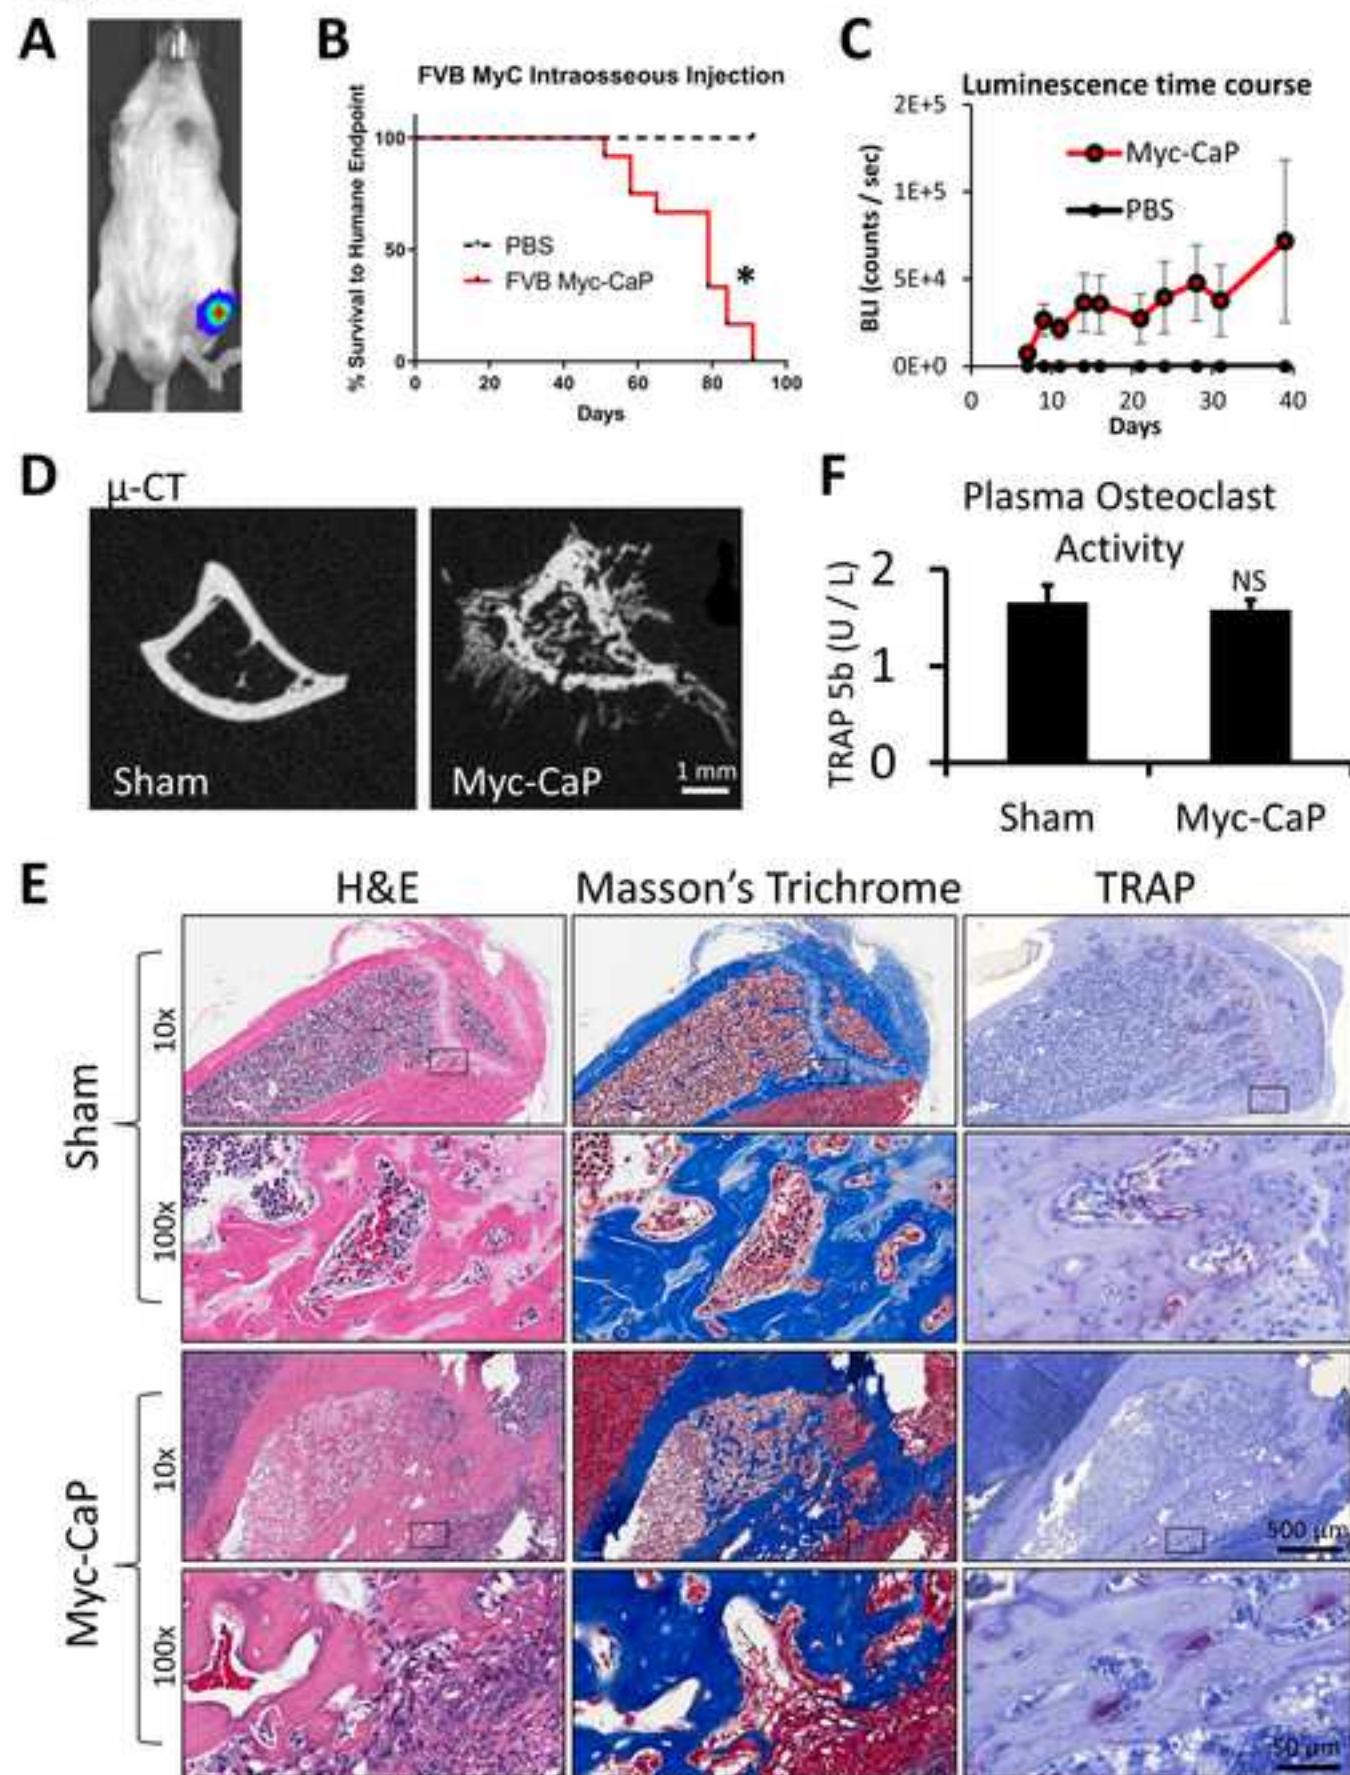 A
B
FVB MyC Intraosseous Injection
% Survival to Humane Endpoint
100
50
0
PBS
FVB Myc-CaP
*
0 20 40 60 80 100
Days
C
Luminescence time course
BLI (counts / sec)
2E+5
1E+5
5E+4
0E+0
Myc-CaP
PBS
0 10 20 30 40
Days
D
μ-CT
Sham
Myc-CaP
1 mm
F
Plasma Osteoclast
Activity
TRAP 5b (U / L)
2
1
0
NS
Sham Myc-CaP
E
H&E Masson's Trichrome TRAP
Sham
10x
100x
Myc-CaP
10x
500 μm
100x
50 μm